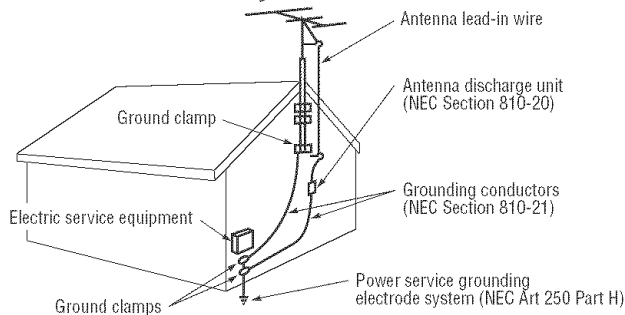 Antenna lead-in wire
Antenna discharge unit
(NEC Section 810-20)
Ground clamp
Grounding conductors
(NEC Section 810-21)
Electric service equipment
Power service grounding
electrode system (NEC Art 250 Part H)
Ground clamps